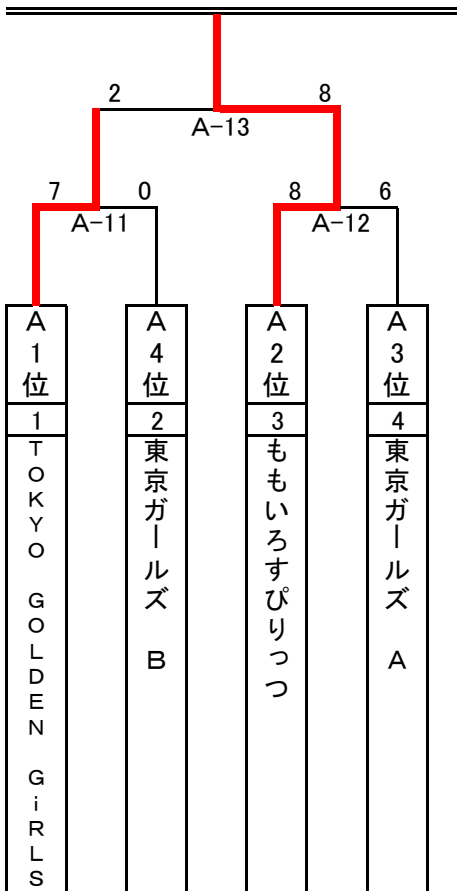 2 8
A-13
7 0 8 6
A-11 A-12
A1位
1
TOKYO GOLDEN GiRLS
A4位
2
東京ガールズ B
A2位
3
ももいろすぴりっつ
A3位
4
東京ガールズ A